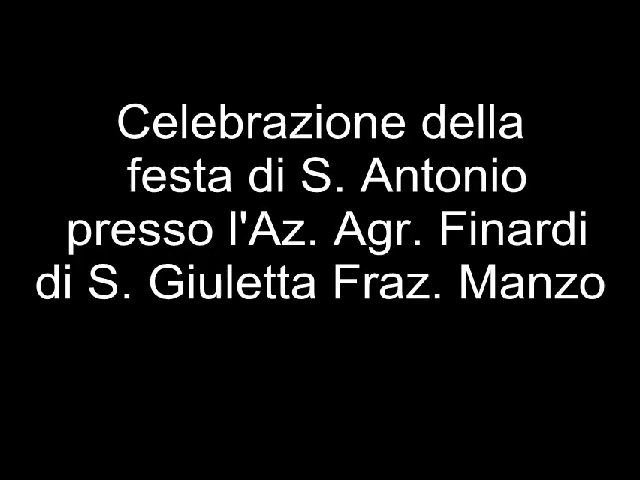 Celebrazione della
festa di S. Antonio
presso l'Az. Agr. Finardi
di S. Giuletta Fraz. Manzo